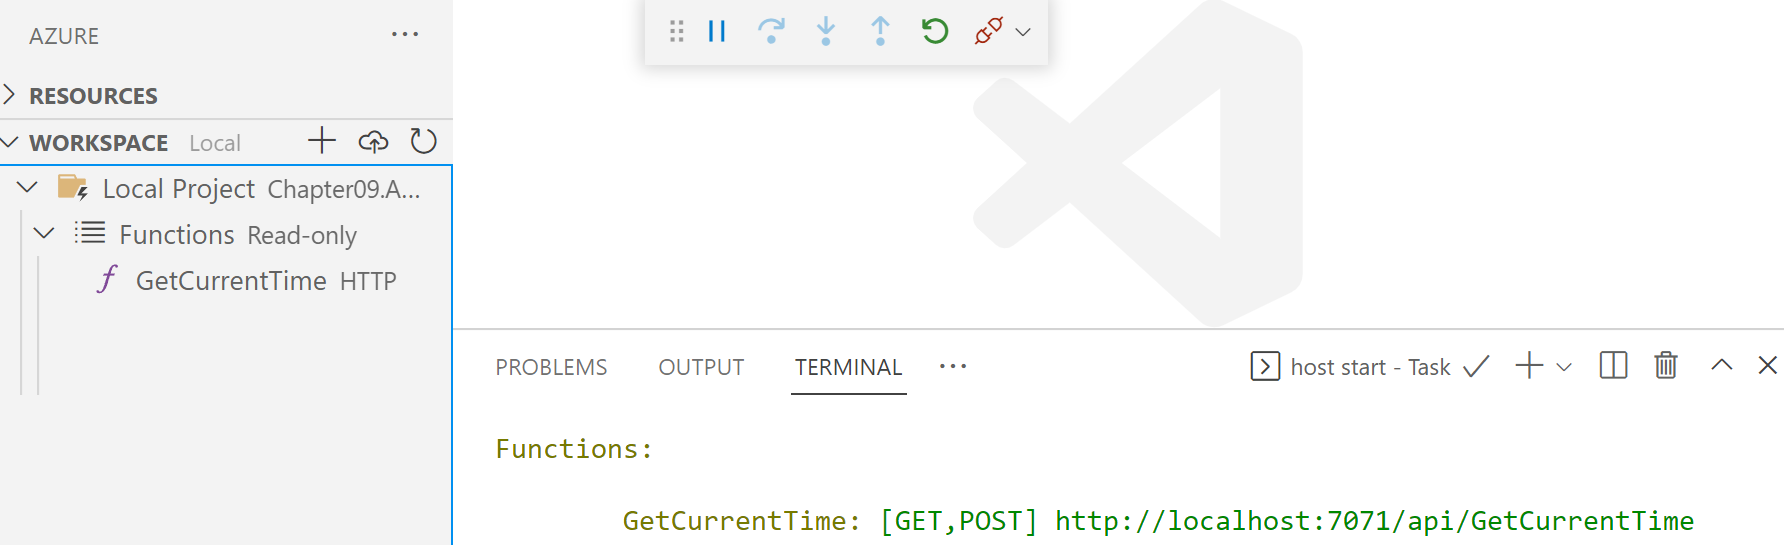 AZURE
RESOURCES
WORKSPACE Local
Local Project Chapter09.A...
Functions Read-only
GetCurrentTime HTTP
PROBLEMS OUTPUT TERMINAL host start - Task
Functions:
GetCurrentTime: [GET,POST] http://localhost:7071/api/GetCurrentTime